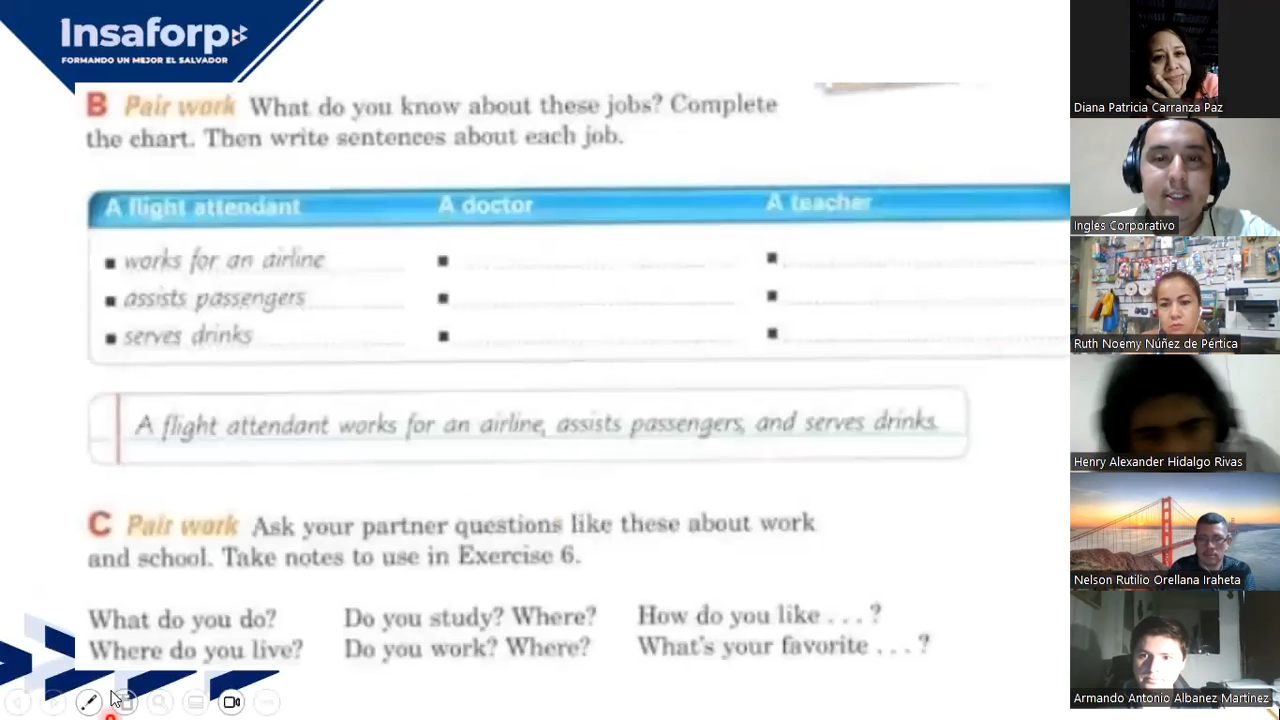 Insaforp
FORMANDO UN MEJOR EL SALVADOR
B Pair work What do you know about these jobs? Complete
the chart. Then write sentences about each job.
A flight attendant A doctor A teacher
works for an airline
assists passengers
serves drinks
A flight attendant works for an airline, assists passengers, and serves drinks.
C Pair work Ask your partner questions like these about work
and school. Take notes to use in Exercise 6.
What do you do? Do you study? Where? How do you like . . . ?
Where do you live? Do you work? Where? What's your favorite . . . ?
Diana Patricia Carranza Paz
Ingles Corporativo
Ruth Noemy Núñez de Pértica
Henry Alexander Hidalgo Rivas
Nelson Rutilio Orellana Iraheta
Armando Antonio Albanez Martinez